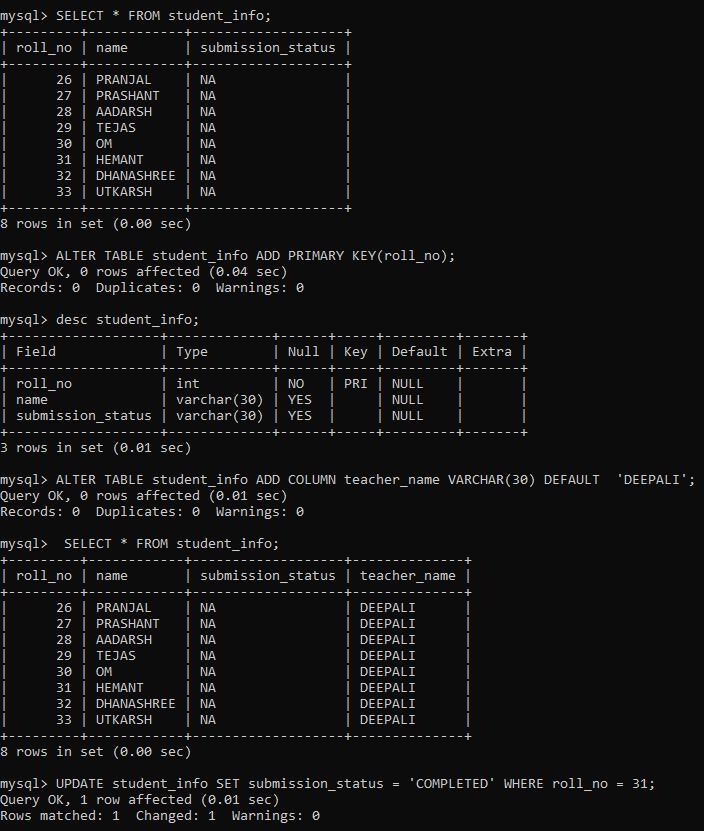 mysql> SELECT * FROM student_info;
+---------+------------+-------------------+
| roll_no | name       | submission_status |
+---------+------------+-------------------+
|      26 | PRANJAL    | NA                |
|      27 | PRASHANT   | NA                |
|      28 | AADARSH    | NA                |
|      29 | TEJAS      | NA                |
|      30 | OM         | NA                |
|      31 | HEMANT     | NA                |
|      32 | DHANASHREE | NA                |
|      33 | UTKARSH    | NA                |
+---------+------------+-------------------+
8 rows in set (0.00 sec)

mysql> ALTER TABLE student_info ADD PRIMARY KEY(roll_no);
Query OK, 0 rows affected (0.04 sec)
Records: 0  Duplicates: 0  Warnings: 0

mysql> desc student_info;
+-------------------+-------------+------+-----+---------+-------+
| Field             | Type        | Null | Key | Default | Extra |
+-------------------+-------------+------+-----+---------+-------+
| roll_no           | int         | NO   | PRI | NULL    |       |
| name              | varchar(30) | YES  |     | NULL    |       |
| submission_status | varchar(30) | YES  |     | NULL    |       |
+-------------------+-------------+------+-----+---------+-------+
3 rows in set (0.01 sec)

mysql> ALTER TABLE student_info ADD COLUMN teacher_name VARCHAR(30) DEFAULT  'DEEPALI';
Query OK, 0 rows affected (0.01 sec)
Records: 0  Duplicates: 0  Warnings: 0

mysql>  SELECT * FROM student_info;
+---------+------------+-------------------+--------------+
| roll_no | name       | submission_status | teacher_name |
+---------+------------+-------------------+--------------+
|      26 | PRANJAL    | NA                | DEEPALI      |
|      27 | PRASHANT   | NA                | DEEPALI      |
|      28 | AADARSH    | NA                | DEEPALI      |
|      29 | TEJAS      | NA                | DEEPALI      |
|      30 | OM         | NA                | DEEPALI      |
|      31 | HEMANT     | NA                | DEEPALI      |
|      32 | DHANASHREE | NA                | DEEPALI      |
|      33 | UTKARSH    | NA                | DEEPALI      |
+---------+------------+-------------------+--------------+
8 rows in set (0.00 sec)

mysql> UPDATE student_info SET submission_status = 'COMPLETED' WHERE roll_no = 31;
Query OK, 1 row affected (0.01 sec)
Rows matched: 1  Changed: 1  Warnings: 0